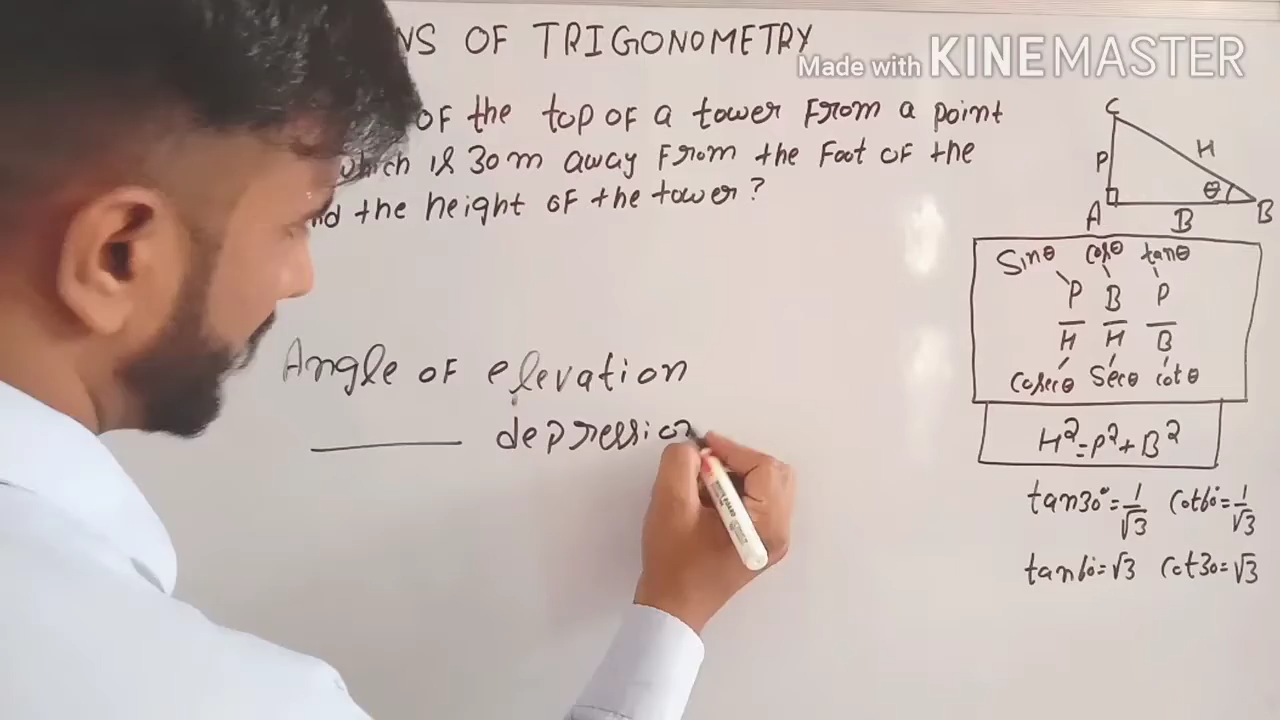 NS OF TRIGONOMETRY
Made with KINEMASTER
OF the top OF a tower From a point
which is 30 m away From the Foot OF the
nd the height OF the tower?
C
P
H
θ
A
B
B
Sinθ cosθ tanθ
P B P
H H B
cosecθ Secθ cotθ
H²=P²+B²
tan30°=1/√3 Cot60°=1/√3
tan60=√3 Cot30=√3
Angle OF elevation
depression